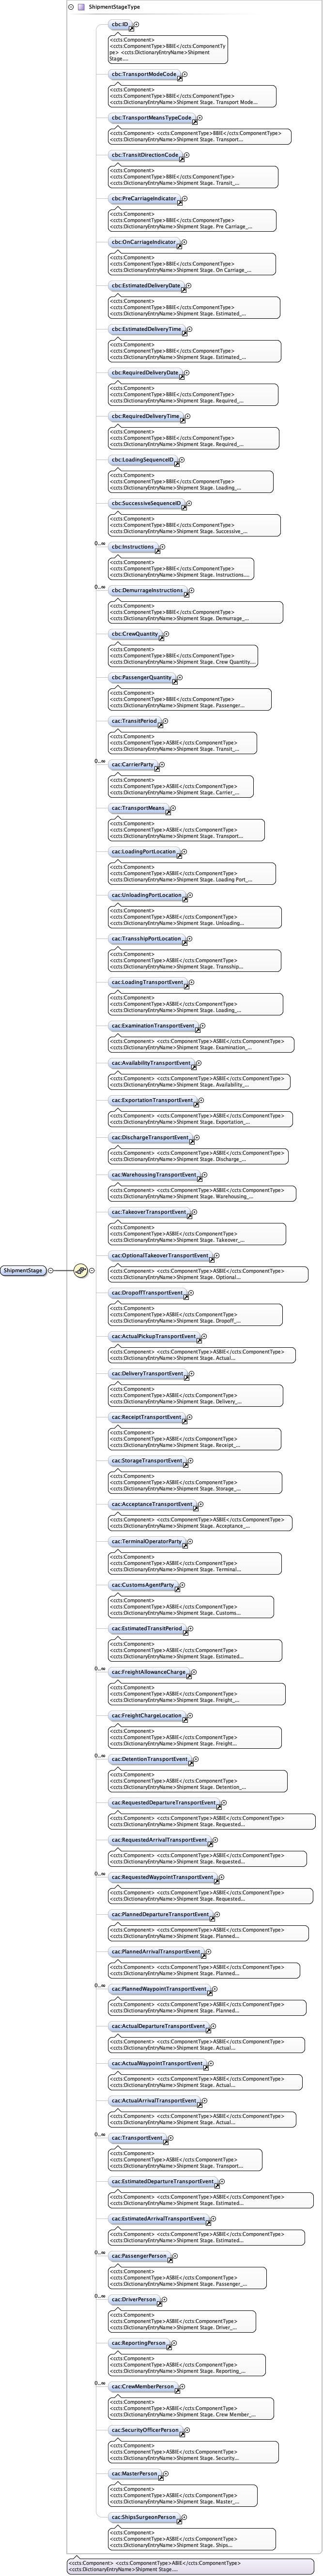 ShipmentStageType
cbc:ID
<ccts:Component>
<ccts:ComponentType>BBIE</ccts:ComponentTy
pe> <ccts:DictionaryEntryName>Shipment
Stage....
cbc:TransportModeCode
<ccts:Component>
<ccts:ComponentType>BBIE</ccts:ComponentType>
<ccts:DictionaryEntryName>Shipment Stage. Transport Mode...
cbc:TransportMeansTypeCode
<ccts:Component> <ccts:ComponentType>BBIE</ccts:ComponentType>
<ccts:DictionaryEntryName>Shipment Stage. Transport...
cbc:TransitDirectionCode
<ccts:Component>
<ccts:ComponentType>BBIE</ccts:ComponentType>
<ccts:DictionaryEntryName>Shipment Stage. Transit_...
cbc:PreCarriageIndicator
<ccts:Component>
<ccts:ComponentType>BBIE</ccts:ComponentType>
<ccts:DictionaryEntryName>Shipment Stage. Pre Carriage_...
cbc:OnCarriageIndicator
<ccts:Component>
<ccts:ComponentType>BBIE</ccts:ComponentType>
<ccts:DictionaryEntryName>Shipment Stage. On Carriage_...
cbc:EstimatedDeliveryDate
<ccts:Component>
<ccts:ComponentType>BBIE</ccts:ComponentType>
<ccts:DictionaryEntryName>Shipment Stage. Estimated_...
cbc:EstimatedDeliveryTime
<ccts:Component>
<ccts:ComponentType>BBIE</ccts:ComponentType>
<ccts:DictionaryEntryName>Shipment Stage. Estimated_...
cbc:RequiredDeliveryDate
<ccts:Component>
<ccts:ComponentType>BBIE</ccts:ComponentType>
<ccts:DictionaryEntryName>Shipment Stage. Required_...
cbc:RequiredDeliveryTime
<ccts:Component>
<ccts:ComponentType>BBIE</ccts:ComponentType>
<ccts:DictionaryEntryName>Shipment Stage. Required_...
cbc:LoadingSequenceID
<ccts:Component>
<ccts:ComponentType>BBIE</ccts:ComponentType>
<ccts:DictionaryEntryName>Shipment Stage. Loading_...
cbc:SuccessiveSequenceID
<ccts:Component>
<ccts:ComponentType>BBIE</ccts:ComponentType>
<ccts:DictionaryEntryName>Shipment Stage. Successive_...
0..∞ cbc:Instructions
<ccts:Component>
<ccts:ComponentType>BBIE</ccts:ComponentType>
<ccts:DictionaryEntryName>Shipment Stage. Instructions....
0..∞ cbc:DemurrageInstructions
<ccts:Component>
<ccts:ComponentType>BBIE</ccts:ComponentType>
<ccts:DictionaryEntryName>Shipment Stage. Demurrage_...
cbc:CrewQuantity
<ccts:Component>
<ccts:ComponentType>BBIE</ccts:ComponentType>
<ccts:DictionaryEntryName>Shipment Stage. Crew Quantity....
cbc:PassengerQuantity
<ccts:Component>
<ccts:ComponentType>BBIE</ccts:ComponentType>
<ccts:DictionaryEntryName>Shipment Stage. Passenger...
cac:TransitPeriod
<ccts:Component>
<ccts:ComponentType>ASBIE</ccts:ComponentType>
<ccts:DictionaryEntryName>Shipment Stage. Transit_...
0..∞ cac:CarrierParty
<ccts:Component>
<ccts:ComponentType>ASBIE</ccts:ComponentType>
<ccts:DictionaryEntryName>Shipment Stage. Carrier_...
cac:TransportMeans
<ccts:Component>
<ccts:ComponentType>ASBIE</ccts:ComponentType>
<ccts:DictionaryEntryName>Shipment Stage. Transport...
cac:LoadingPortLocation
<ccts:Component>
<ccts:ComponentType>ASBIE</ccts:ComponentType>
<ccts:DictionaryEntryName>Shipment Stage. Loading Port_...
cac:UnloadingPortLocation
<ccts:Component>
<ccts:ComponentType>ASBIE</ccts:ComponentType>
<ccts:DictionaryEntryName>Shipment Stage. Unloading...
cac:TransshipPortLocation
<ccts:Component>
<ccts:ComponentType>ASBIE</ccts:ComponentType>
<ccts:DictionaryEntryName>Shipment Stage. Transship...
cac:LoadingTransportEvent
<ccts:Component>
<ccts:ComponentType>ASBIE</ccts:ComponentType>
<ccts:DictionaryEntryName>Shipment Stage. Loading_...
cac:ExaminationTransportEvent
<ccts:Component> <ccts:ComponentType>ASBIE</ccts:ComponentType>
<ccts:DictionaryEntryName>Shipment Stage. Examination_...
cac:AvailabilityTransportEvent
<ccts:Component> <ccts:ComponentType>ASBIE</ccts:ComponentType>
<ccts:DictionaryEntryName>Shipment Stage. Availability_...
cac:ExportationTransportEvent
<ccts:Component> <ccts:ComponentType>ASBIE</ccts:ComponentType>
<ccts:DictionaryEntryName>Shipment Stage. Exportation_...
cac:DischargeTransportEvent
<ccts:Component> <ccts:ComponentType>ASBIE</ccts:ComponentType>
<ccts:DictionaryEntryName>Shipment Stage. Discharge_...
cac:WarehousingTransportEvent
<ccts:Component> <ccts:ComponentType>ASBIE</ccts:ComponentType>
<ccts:DictionaryEntryName>Shipment Stage. Warehousing_...
cac:TakeoverTransportEvent
<ccts:Component>
<ccts:ComponentType>ASBIE</ccts:ComponentType>
<ccts:DictionaryEntryName>Shipment Stage. Takeover_...
cac:OptionalTakeoverTransportEvent
ShipmentStage
<ccts:Component> <ccts:ComponentType>ASBIE</ccts:ComponentType>
<ccts:DictionaryEntryName>Shipment Stage. Optional...
cac:DropoffTransportEvent
<ccts:Component>
<ccts:ComponentType>ASBIE</ccts:ComponentType>
<ccts:DictionaryEntryName>Shipment Stage. Dropoff_...
cac:ActualPickupTransportEvent
<ccts:Component> <ccts:ComponentType>ASBIE</ccts:ComponentType>
<ccts:DictionaryEntryName>Shipment Stage. Actual...
cac:DeliveryTransportEvent
<ccts:Component>
<ccts:ComponentType>ASBIE</ccts:ComponentType>
<ccts:DictionaryEntryName>Shipment Stage. Delivery_...
cac:ReceiptTransportEvent
<ccts:Component>
<ccts:ComponentType>ASBIE</ccts:ComponentType>
<ccts:DictionaryEntryName>Shipment Stage. Receipt_...
cac:StorageTransportEvent
<ccts:Component>
<ccts:ComponentType>ASBIE</ccts:ComponentType>
<ccts:DictionaryEntryName>Shipment Stage. Storage_...
cac:AcceptanceTransportEvent
<ccts:Component> <ccts:ComponentType>ASBIE</ccts:ComponentType>
<ccts:DictionaryEntryName>Shipment Stage. Acceptance_...
cac:TerminalOperatorParty
<ccts:Component>
<ccts:ComponentType>ASBIE</ccts:ComponentType>
<ccts:DictionaryEntryName>Shipment Stage. Terminal...
cac:CustomsAgentParty
<ccts:Component>
<ccts:ComponentType>ASBIE</ccts:ComponentType>
<ccts:DictionaryEntryName>Shipment Stage. Customs...
cac:EstimatedTransitPeriod
<ccts:Component>
<ccts:ComponentType>ASBIE</ccts:ComponentType>
<ccts:DictionaryEntryName>Shipment Stage. Estimated...
0..∞ cac:FreightAllowanceCharge
<ccts:Component>
<ccts:ComponentType>ASBIE</ccts:ComponentType>
<ccts:DictionaryEntryName>Shipment Stage. Freight_...
cac:FreightChargeLocation
<ccts:Component>
<ccts:ComponentType>ASBIE</ccts:ComponentType>
<ccts:DictionaryEntryName>Shipment Stage. Freight...
0..∞ cac:DetentionTransportEvent
<ccts:Component>
<ccts:ComponentType>ASBIE</ccts:ComponentType>
<ccts:DictionaryEntryName>Shipment Stage. Detention_...
cac:RequestedDepartureTransportEvent
<ccts:Component> <ccts:ComponentType>ASBIE</ccts:ComponentType>
<ccts:DictionaryEntryName>Shipment Stage. Requested...
cac:RequestedArrivalTransportEvent
<ccts:Component> <ccts:ComponentType>ASBIE</ccts:ComponentType>
<ccts:DictionaryEntryName>Shipment Stage. Requested...
0..∞ cac:RequestedWaypointTransportEvent
<ccts:Component> <ccts:ComponentType>ASBIE</ccts:ComponentType>
<ccts:DictionaryEntryName>Shipment Stage. Requested...
cac:PlannedDepartureTransportEvent
<ccts:Component> <ccts:ComponentType>ASBIE</ccts:ComponentType>
<ccts:DictionaryEntryName>Shipment Stage. Planned...
cac:PlannedArrivalTransportEvent
<ccts:Component> <ccts:ComponentType>ASBIE</ccts:ComponentType>
<ccts:DictionaryEntryName>Shipment Stage. Planned...
0..∞ cac:PlannedWaypointTransportEvent
<ccts:Component> <ccts:ComponentType>ASBIE</ccts:ComponentType>
<ccts:DictionaryEntryName>Shipment Stage. Planned...
cac:ActualDepartureTransportEvent
<ccts:Component> <ccts:ComponentType>ASBIE</ccts:ComponentType>
<ccts:DictionaryEntryName>Shipment Stage. Actual...
cac:ActualWaypointTransportEvent
<ccts:Component> <ccts:ComponentType>ASBIE</ccts:ComponentType>
<ccts:DictionaryEntryName>Shipment Stage. Actual...
cac:ActualArrivalTransportEvent
<ccts:Component> <ccts:ComponentType>ASBIE</ccts:ComponentType>
<ccts:DictionaryEntryName>Shipment Stage. Actual...
0..∞ cac:TransportEvent
<ccts:Component>
<ccts:ComponentType>ASBIE</ccts:ComponentType>
<ccts:DictionaryEntryName>Shipment Stage. Transport...
cac:EstimatedDepartureTransportEvent
<ccts:Component> <ccts:ComponentType>ASBIE</ccts:ComponentType>
<ccts:DictionaryEntryName>Shipment Stage. Estimated...
cac:EstimatedArrivalTransportEvent
<ccts:Component> <ccts:ComponentType>ASBIE</ccts:ComponentType>
<ccts:DictionaryEntryName>Shipment Stage. Estimated...
0..∞ cac:PassengerPerson
<ccts:Component>
<ccts:ComponentType>ASBIE</ccts:ComponentType>
<ccts:DictionaryEntryName>Shipment Stage. Passenger_...
0..∞ cac:DriverPerson
<ccts:Component>
<ccts:ComponentType>ASBIE</ccts:ComponentType>
<ccts:DictionaryEntryName>Shipment Stage. Driver_...
cac:ReportingPerson
<ccts:Component>
<ccts:ComponentType>ASBIE</ccts:ComponentType>
<ccts:DictionaryEntryName>Shipment Stage. Reporting_...
0..∞ cac:CrewMemberPerson
<ccts:Component>
<ccts:ComponentType>ASBIE</ccts:ComponentType>
<ccts:DictionaryEntryName>Shipment Stage. Crew Member_...
cac:SecurityOfficerPerson
<ccts:Component>
<ccts:ComponentType>ASBIE</ccts:ComponentType>
<ccts:DictionaryEntryName>Shipment Stage. Security...
cac:MasterPerson
<ccts:Component>
<ccts:ComponentType>ASBIE</ccts:ComponentType>
<ccts:DictionaryEntryName>Shipment Stage. Master_...
cac:ShipsSurgeonPerson
<ccts:Component>
<ccts:ComponentType>ASBIE</ccts:ComponentType>
<ccts:DictionaryEntryName>Shipment Stage. Ships...
<ccts:Component> <ccts:ComponentType>ABIE</ccts:ComponentType>
<ccts:DictionaryEntryName>Shipment Stage....